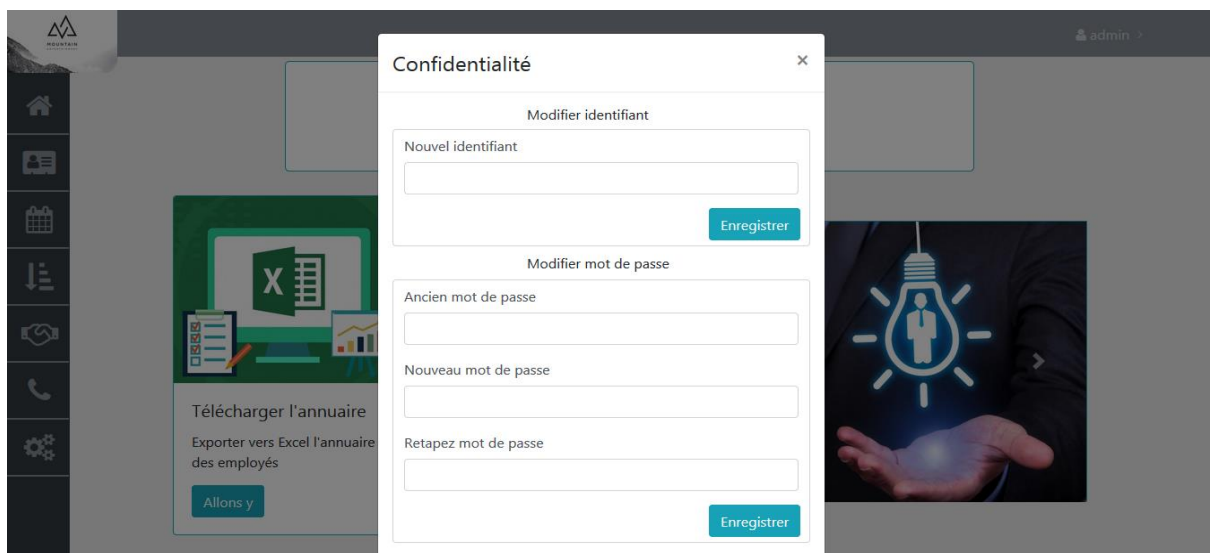 MOUNTAIN
admin
Confidentialité
×
Modifier identifiant
Nouvel identifiant
Enregistrer
Modifier mot de passe
Ancien mot de passe
Nouveau mot de passe
Retapez mot de passe
Enregistrer
X
Télécharger l'annuaire
Exporter vers Excel l'annuaire
des employés
Allons y